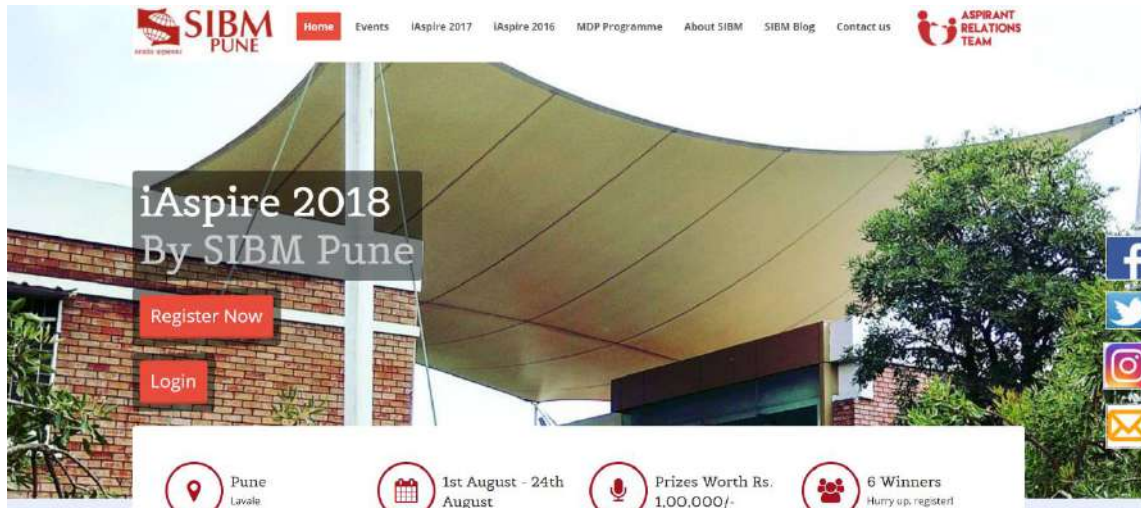 SIBM
PUNE
Home
Events
iAspire 2017
iAspire 2016
MDP Programme
About SIBM
SIBM Blog
Contact us
ASPIRANT
RELATIONS
TEAM
iAspire 2018
By SIBM Pune
Register Now
Login
Pune
Lavale
1st August - 24th
August
Prizes Worth Rs.
1,00,000/-
6 Winners
Hurry up, register!